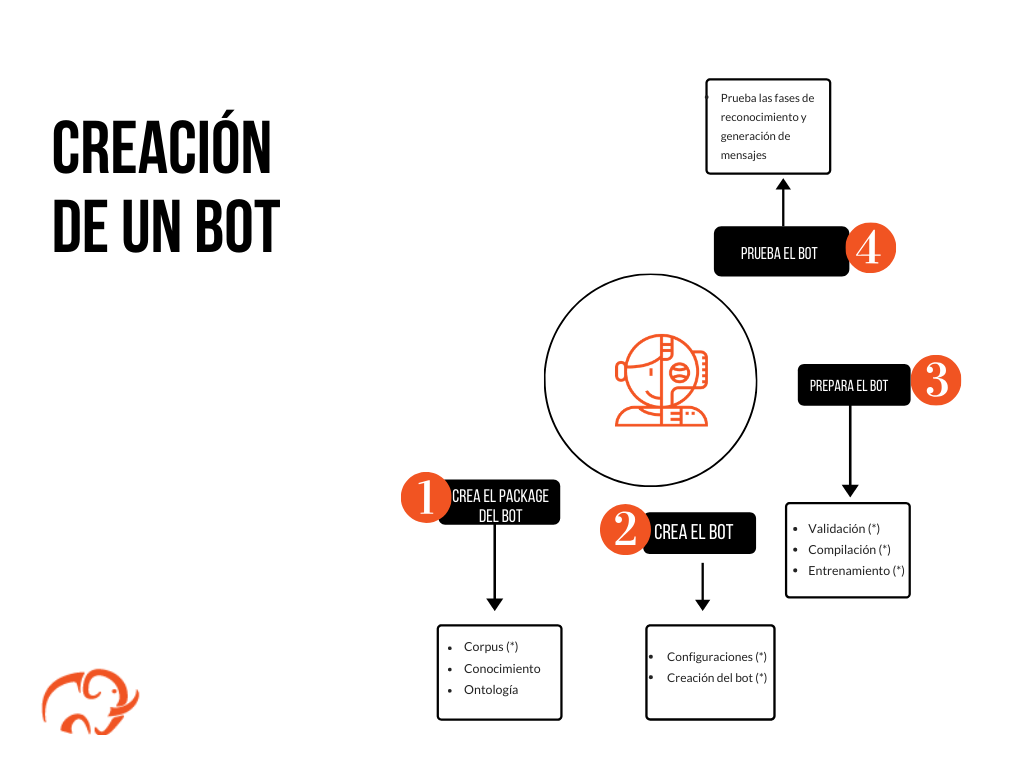 CREACIÓN
DE UN BOT
1
CREA EL PACKAGE
DEL BOT
• Corpus (*)
• Conocimiento
• Ontología
2
CREA EL BOT
• Configuraciones (*)
• Creación del bot (*)
3
PREPARA EL BOT
• Validación (*)
• Compilación (*)
• Entrenamiento (*)
4
PRUEBA EL BOT
• Prueba las fases de
reconocimiento y
generación de
mensajes